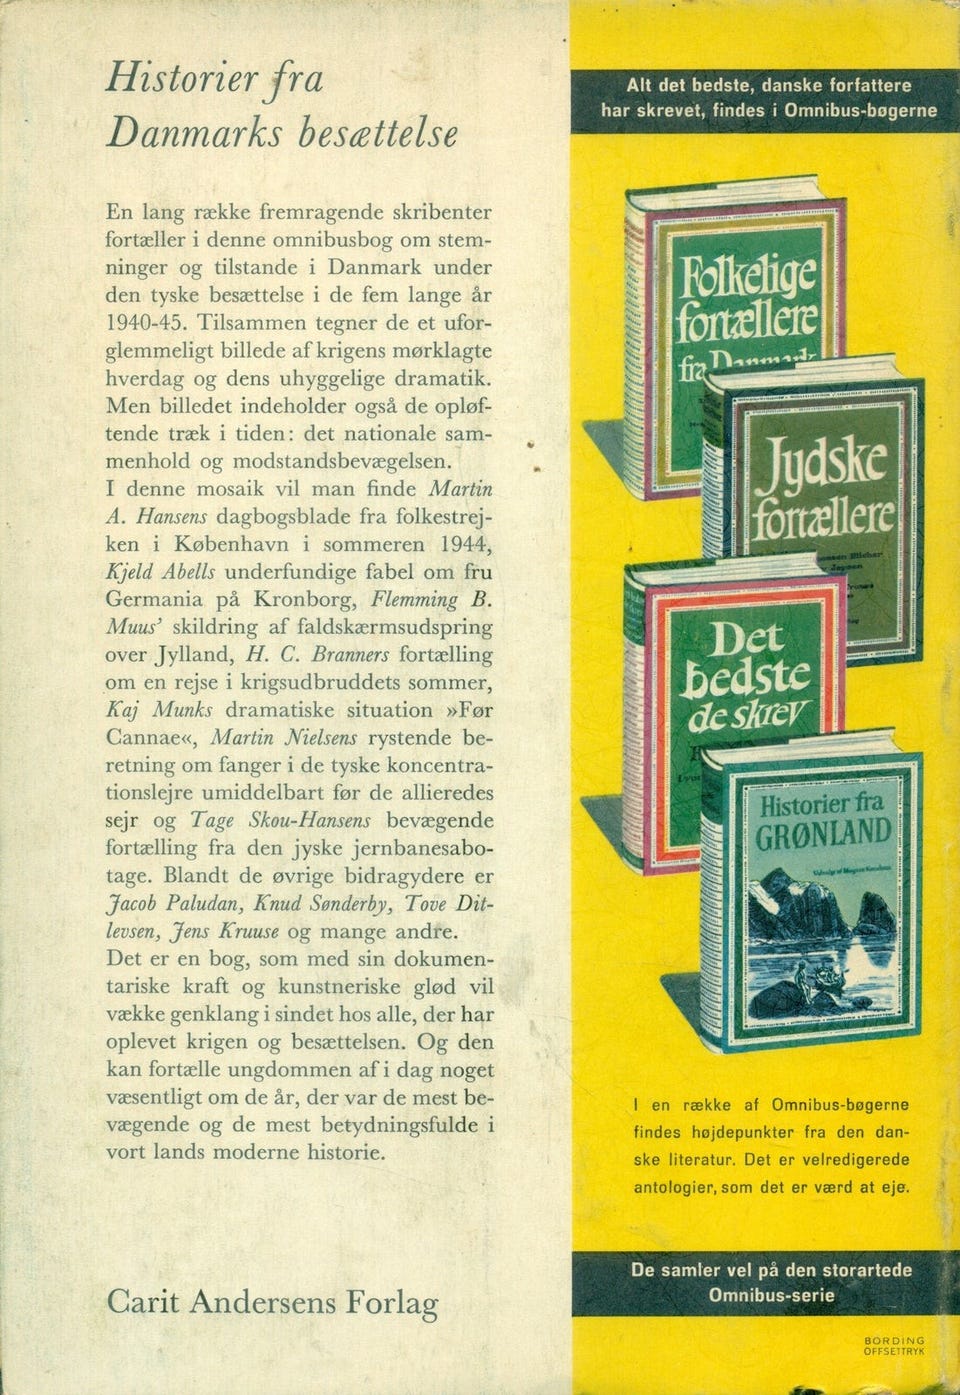 Historier fra
Danmarks besættelse
En lang række fremragende skribenter
fortæller i denne omnibusbog om stem-
ninger og tilstande i Danmark under
den tyske besættelse i de fem lange år
1940-45. Tilsammen tegner de et ufor-
glemmeligt billede af krigens mørklagte
hverdag og dens uhyggelige dramatik.
Men billedet indeholder også de opløf-
tende træk i tiden: det nationale sam-
menhold og modstandsbevægelsen.
I denne mosaik vil man finde Martin
A. Hansens dagbogsblade fra folkestrej-
ken i København i sommeren 1944,
Kjeld Abells underfundige fabel om fru
Germania på Kronborg, Flemming B.
Muus' skildring af faldskærmsudspring
over Jylland, H. C. Branners fortælling
om en rejse i krigsudbruddets sommer,
Kaj Munks dramatiske situation »Før
Cannae«, Martin Nielsens rystende be-
retning om fanger i de tyske koncentra-
tionslejre umiddelbart før de allieredes
sejr og Tage Skou-Hansens bevægende
fortælling fra den jyske jernbanesabo-
tage. Blandt de øvrige bidragydere er
Jacob Paludan, Knud Sønderby, Tove Dit-
levsen, Jens Kruuse og mange andre.
Det er en bog, som med sin dokumen-
tariske kraft og kunstneriske glød vil
vække genklang i sindet hos alle, der har
oplevet krigen og besættelsen. Og den
kan fortælle ungdommen af i dag noget
væsentligt om de år, der var de mest be-
vægende og de mest betydningsfulde i
vort lands moderne historie.
Carit Andersens Forlag
Alt det bedste, danske forfattere
har skrevet, findes i Omnibus-bøgerne
Folkelige
fortællere
fra Danmark
Jydske
fortællere
Det
bedste
de skrev
Historier fra
GRØNLAND
I en række af Omnibus-bøgerne
findes højdepunkter fra den dan-
ske literatur. Det er velredigerede
antologier, som det er værd at eje.
De samler vel på den storartede
Omnibus-serie
BORDING
OFFSETTRYK